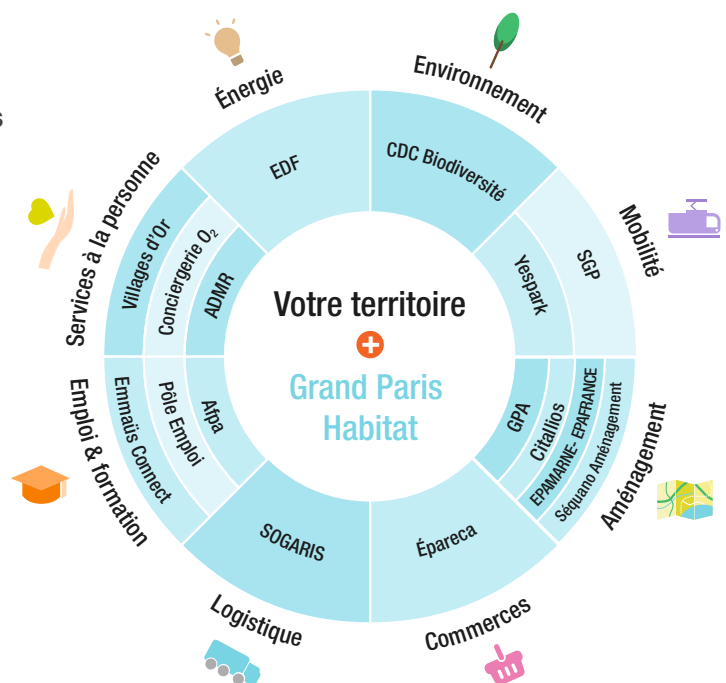 Énergie
EDF
Environnement
CDC Biodiversité
Mobilité
Yespark
SGP
Aménagement
GPA
Citallios
EPAMARNE- EPAFRANCE
Séquano Aménagement
Commerces
Épareca
Logistique
SOGARIS
Emploi & formation
Emmaüs Connect
Pôle Emploi
Afpa
Services à la personne
Villages d'Or
Conciergerie O₂
ADMR
Votre territoire
+
Grand Paris
Habitat
s